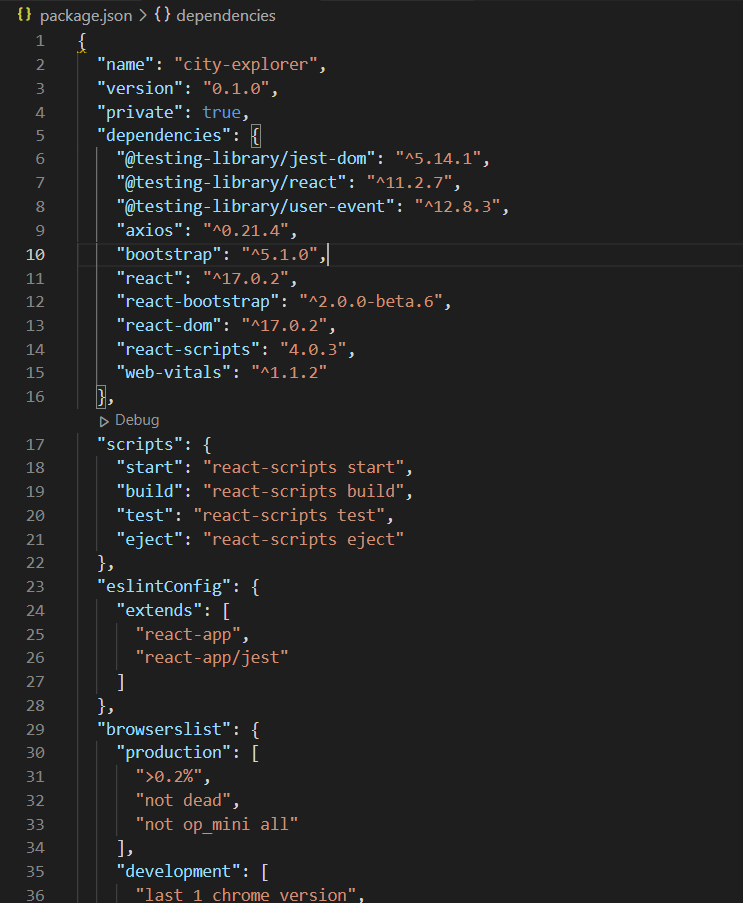 {} package.json > {} dependencies
1 {
2 "name": "city-explorer",
3 "version": "0.1.0",
4 "private": true,
5 "dependencies": {
6 "@testing-library/jest-dom": "^5.14.1",
7 "@testing-library/react": "^11.2.7",
8 "@testing-library/user-event": "^12.8.3",
9 "axios": "^0.21.4",
10 "bootstrap": "^5.1.0",
11 "react": "^17.0.2",
12 "react-bootstrap": "^2.0.0-beta.6",
13 "react-dom": "^17.0.2",
14 "react-scripts": "4.0.3",
15 "web-vitals": "^1.1.2"
16 },
Debug
17 "scripts": {
18 "start": "react-scripts start",
19 "build": "react-scripts build",
20 "test": "react-scripts test",
21 "eject": "react-scripts eject"
22 },
23 "eslintConfig": {
24 "extends": [
25 "react-app",
26 "react-app/jest"
27 ]
28 },
29 "browserslist": {
30 "production": [
31 ">0.2%",
32 "not dead",
33 "not op_mini all"
34 ],
35 "development": [
36 "last 1 chrome version",